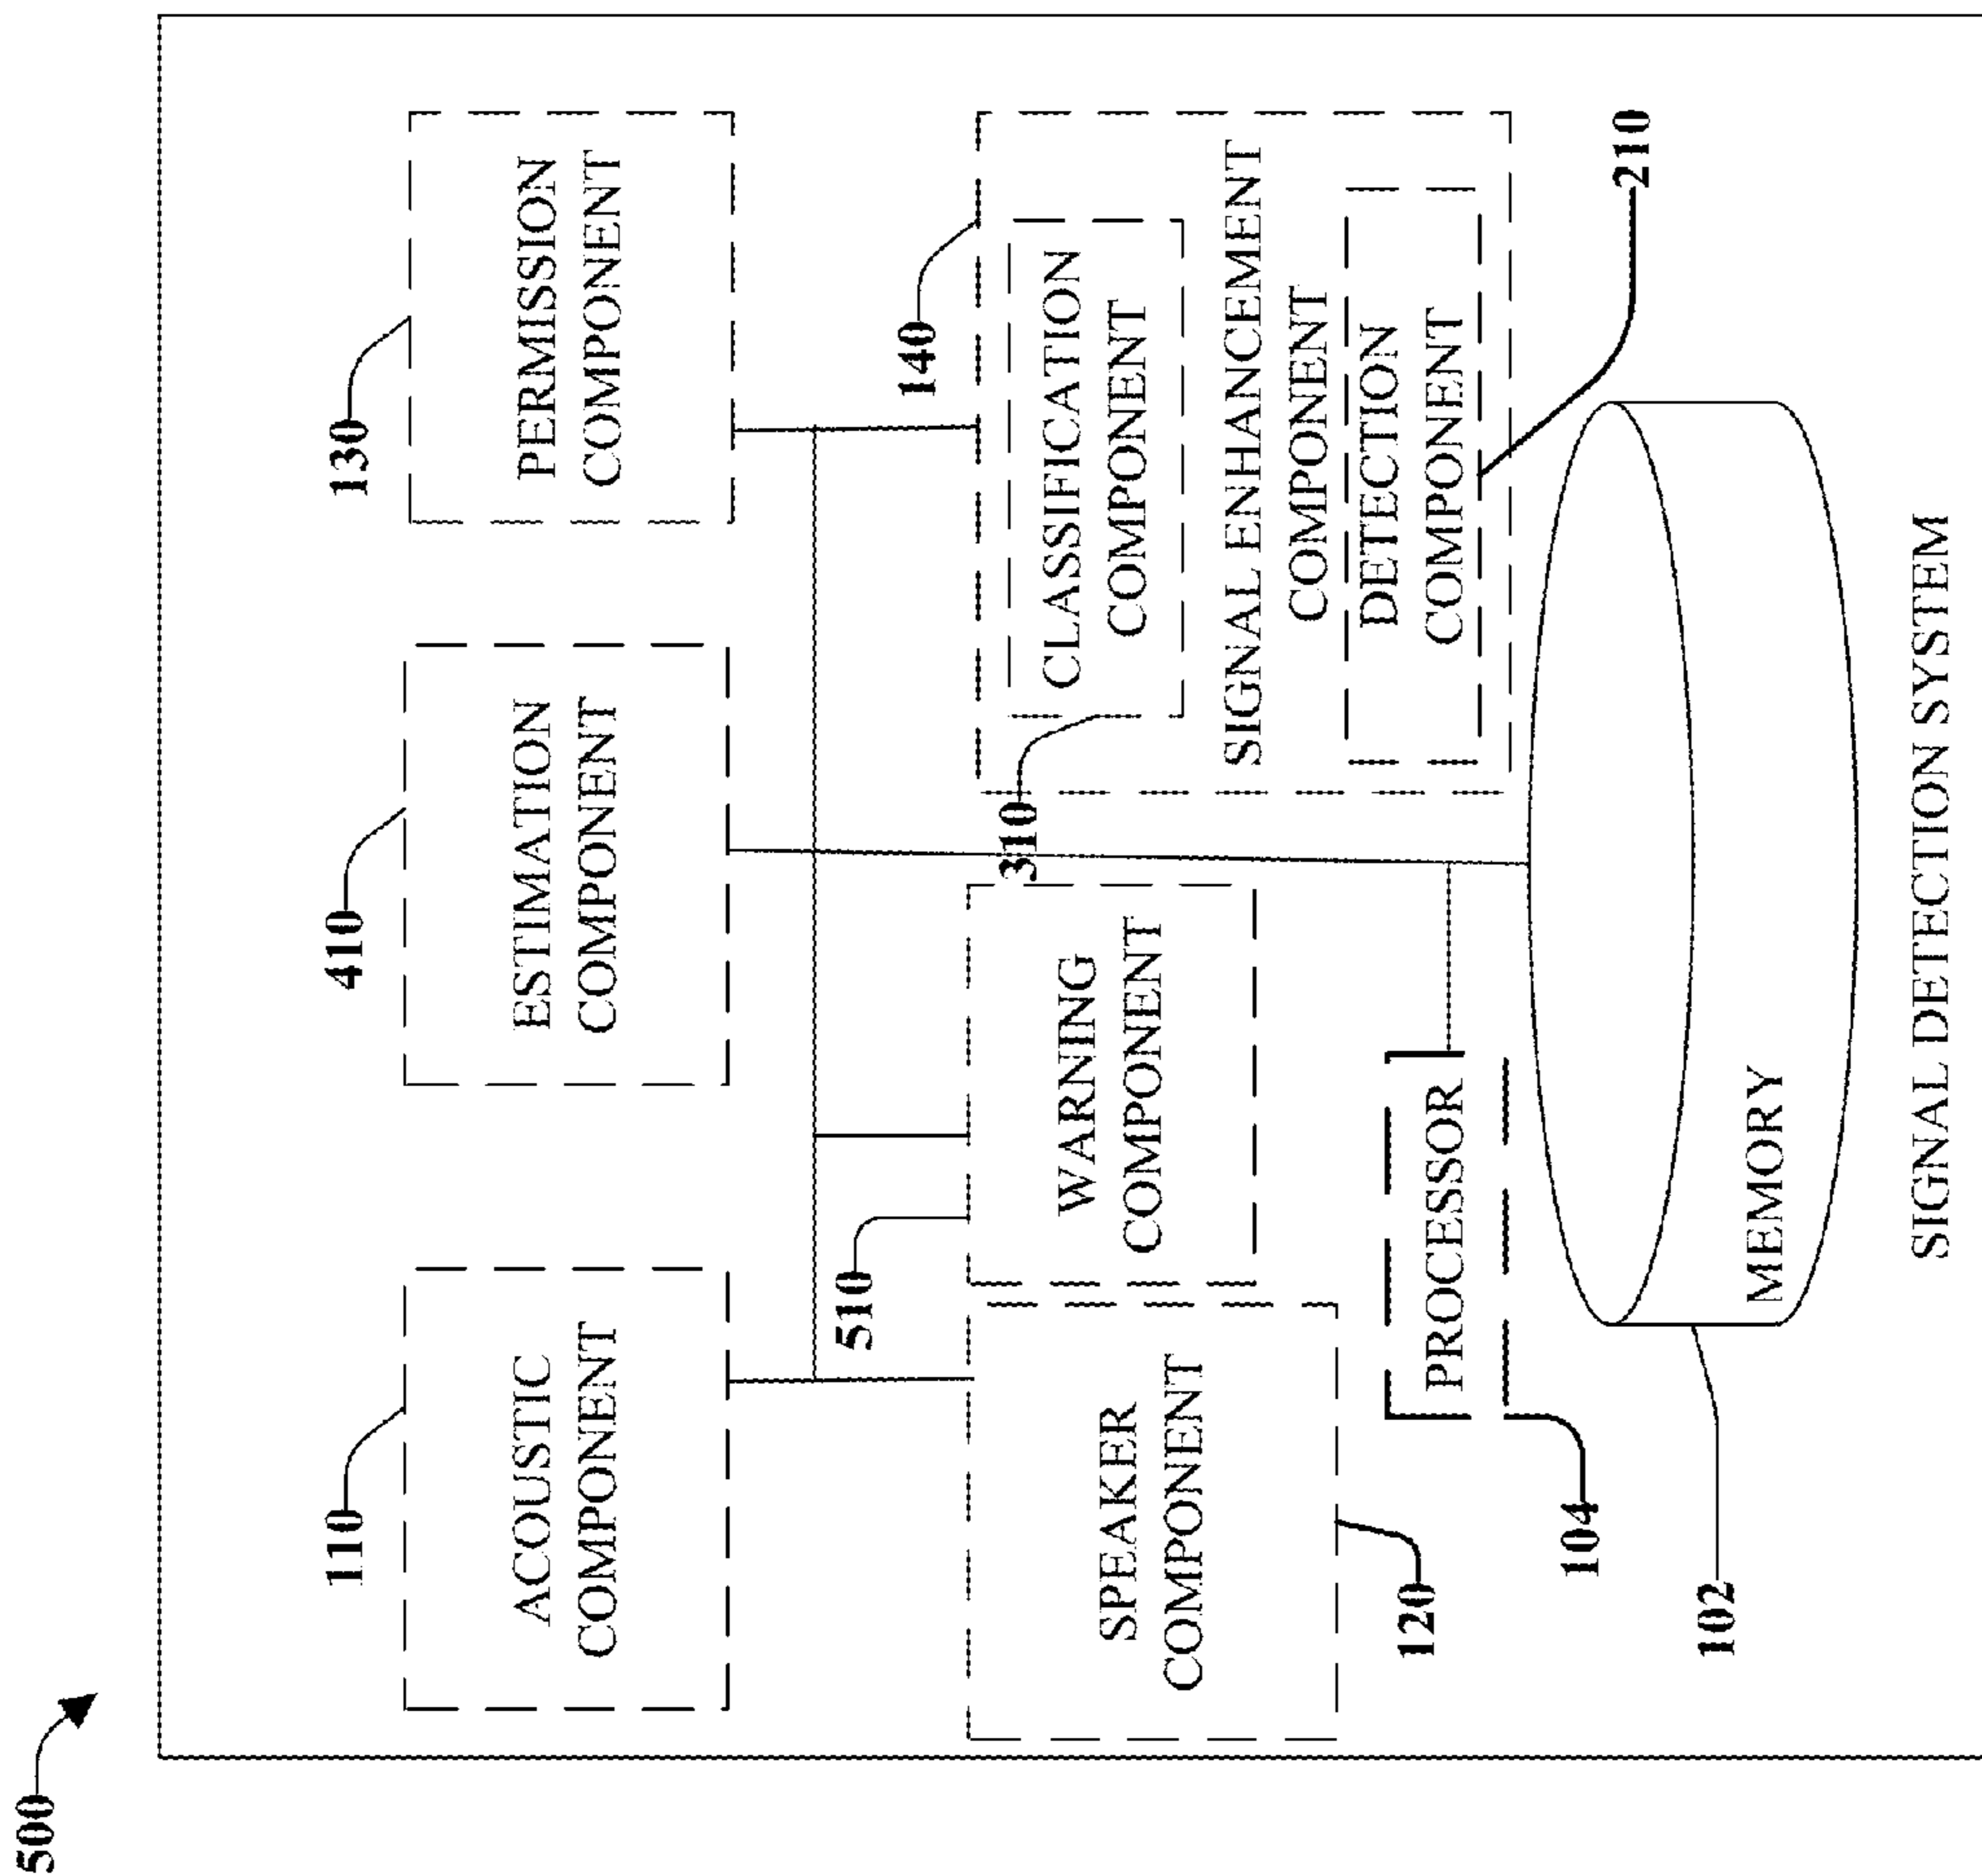 500
110
410
130
ACOUSTIC
COMPONENT
ESTIMATION
COMPONENT
PERMISSION
COMPONENT
510
140
SPEAKER
COMPONENT
WARNING
COMPONENT
310
CLASSIFICATION
COMPONENT
SIGNAL ENHANCEMENT
COMPONENT
DETECTION
COMPONENT
120
PROCESSOR
104
210
102
MEMORY
SIGNAL DETECTION SYSTEM